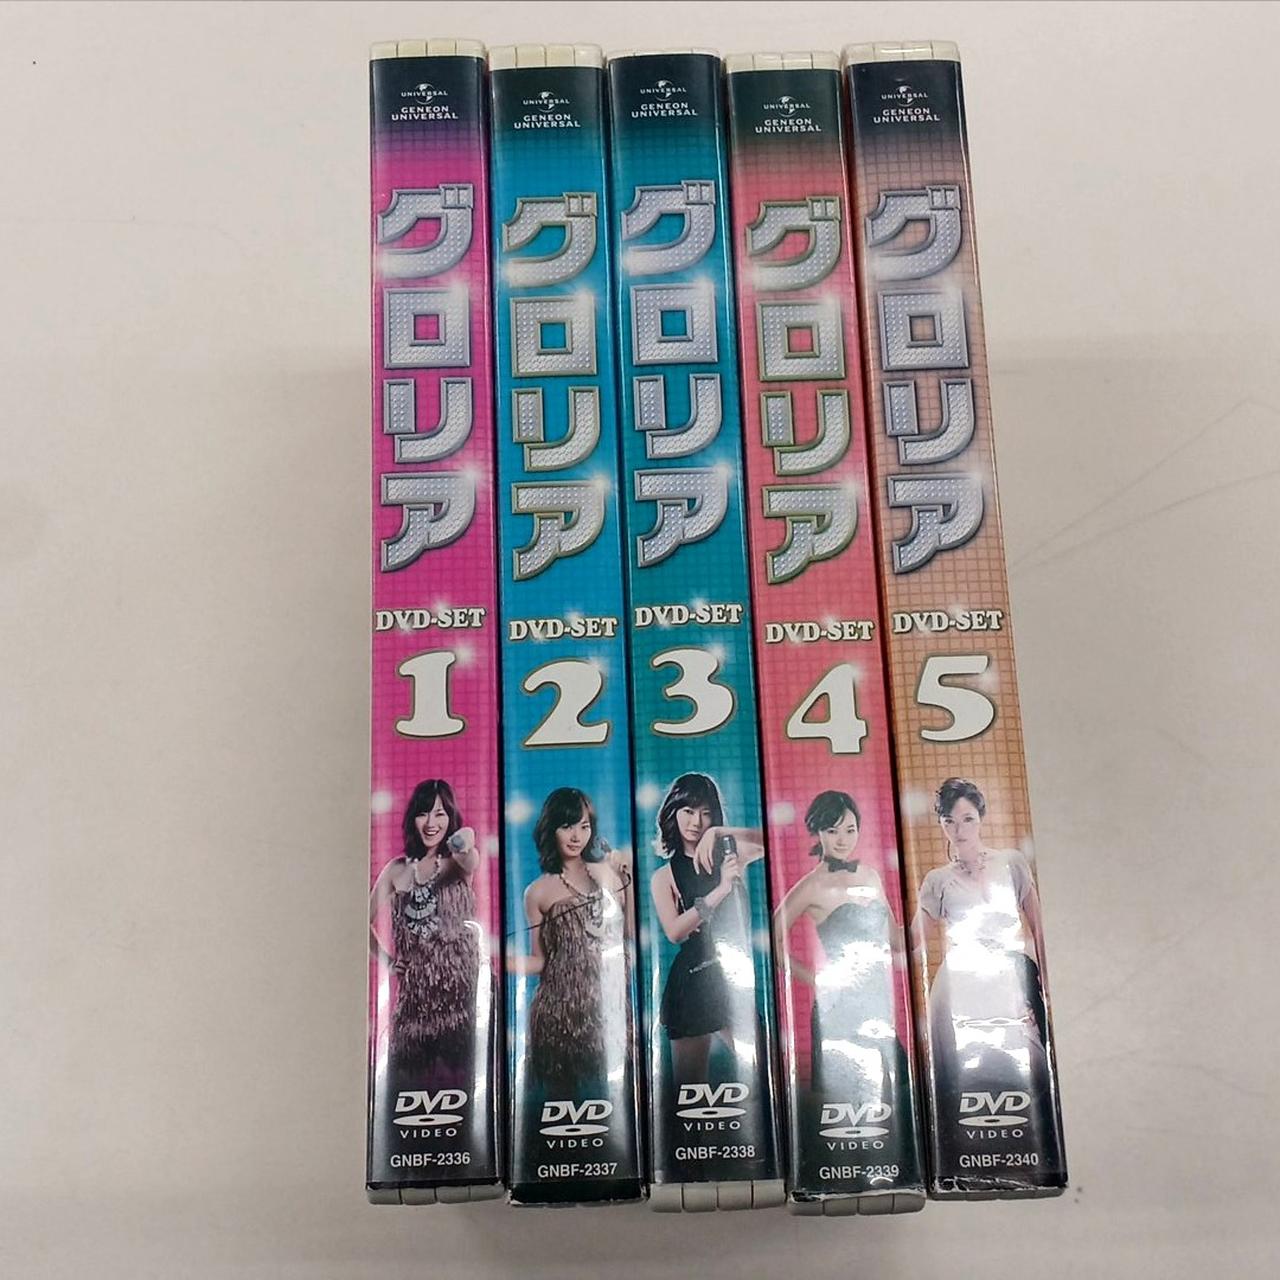 UNIVERSAL
GENEON
UNIVERSAL
グロリア
DVD-SET
1
DVD
VIDEO
GNBF-2336
UNIVERSAL
GENEON
UNIVERSAL
グロリア
DVD-SET
2
DVD
VIDEO
GNBF-2337
UNIVERSAL
GENEON
UNIVERSAL
グロリア
DVD-SET
3
DVD
VIDEO
GNBF-2338
UNIVERSAL
GENEON
UNIVERSAL
グロリア
DVD-SET
4
DVD
VIDEO
GNBF-2339
UNIVERSAL
GENEON
UNIVERSAL
グロリア
DVD-SET
5
DVD
VIDEO
GNBF-2340